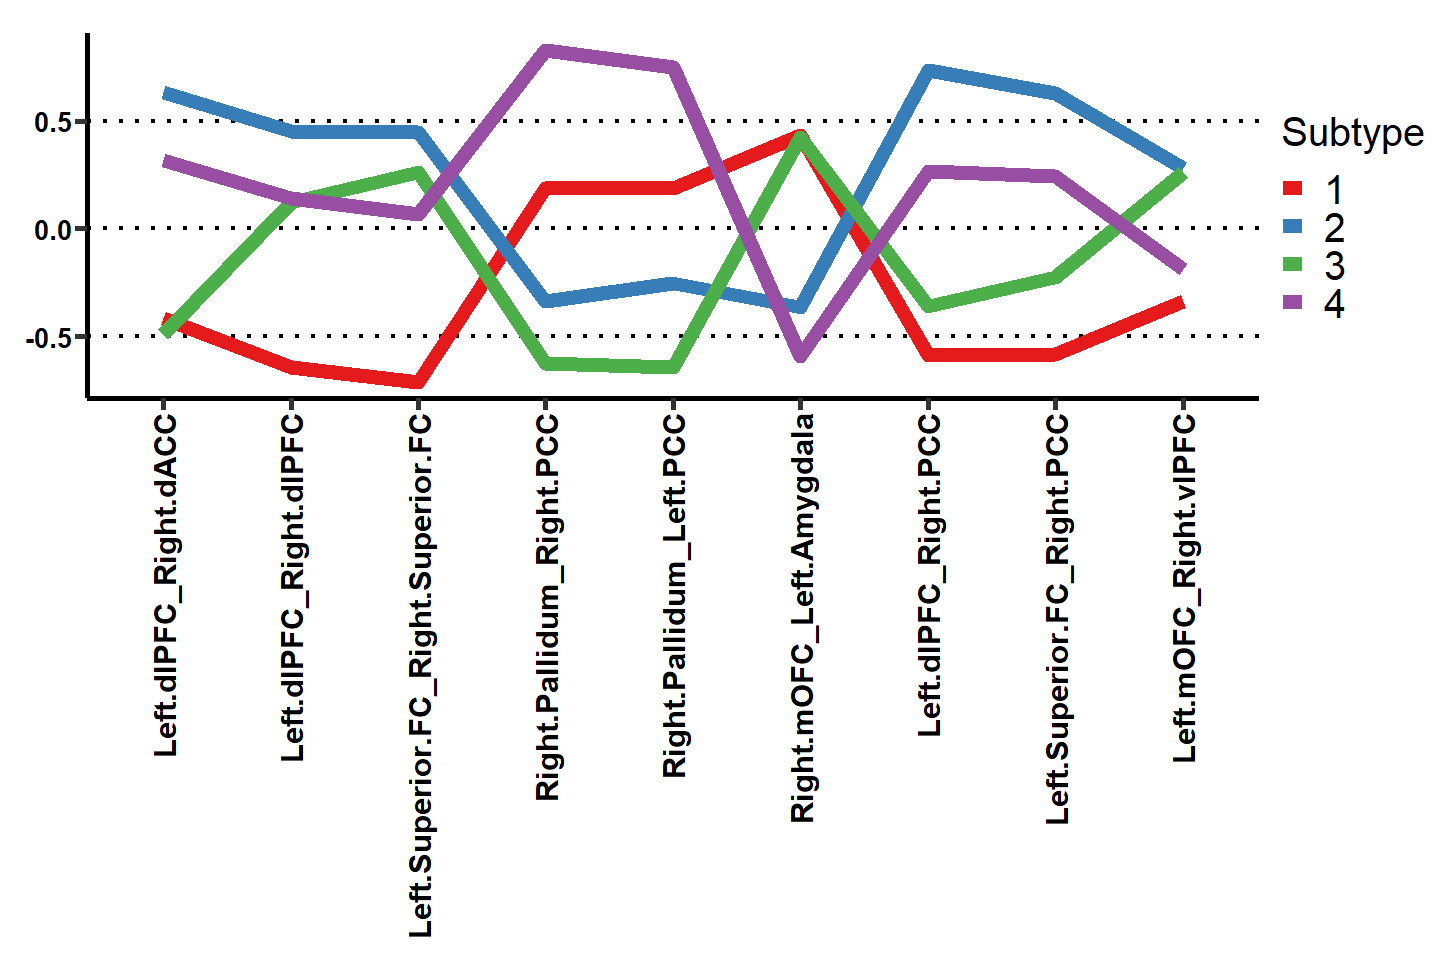 0.5
0.0
-0.5
Left.dlPFC_Right.dACC
Left.dlPFC_Right.dlPFC
Left.Superior.FC_Right.Superior.FC
Right.Pallidum_Right.PCC
Right.Pallidum_Left.PCC
Right.mOFC_Left.Amygdala
Left.dlPFC_Right.PCC
Left.Superior.FC_Right.PCC
Left.mOFC_Right.vlPFC
Subtype
1
2
3
4